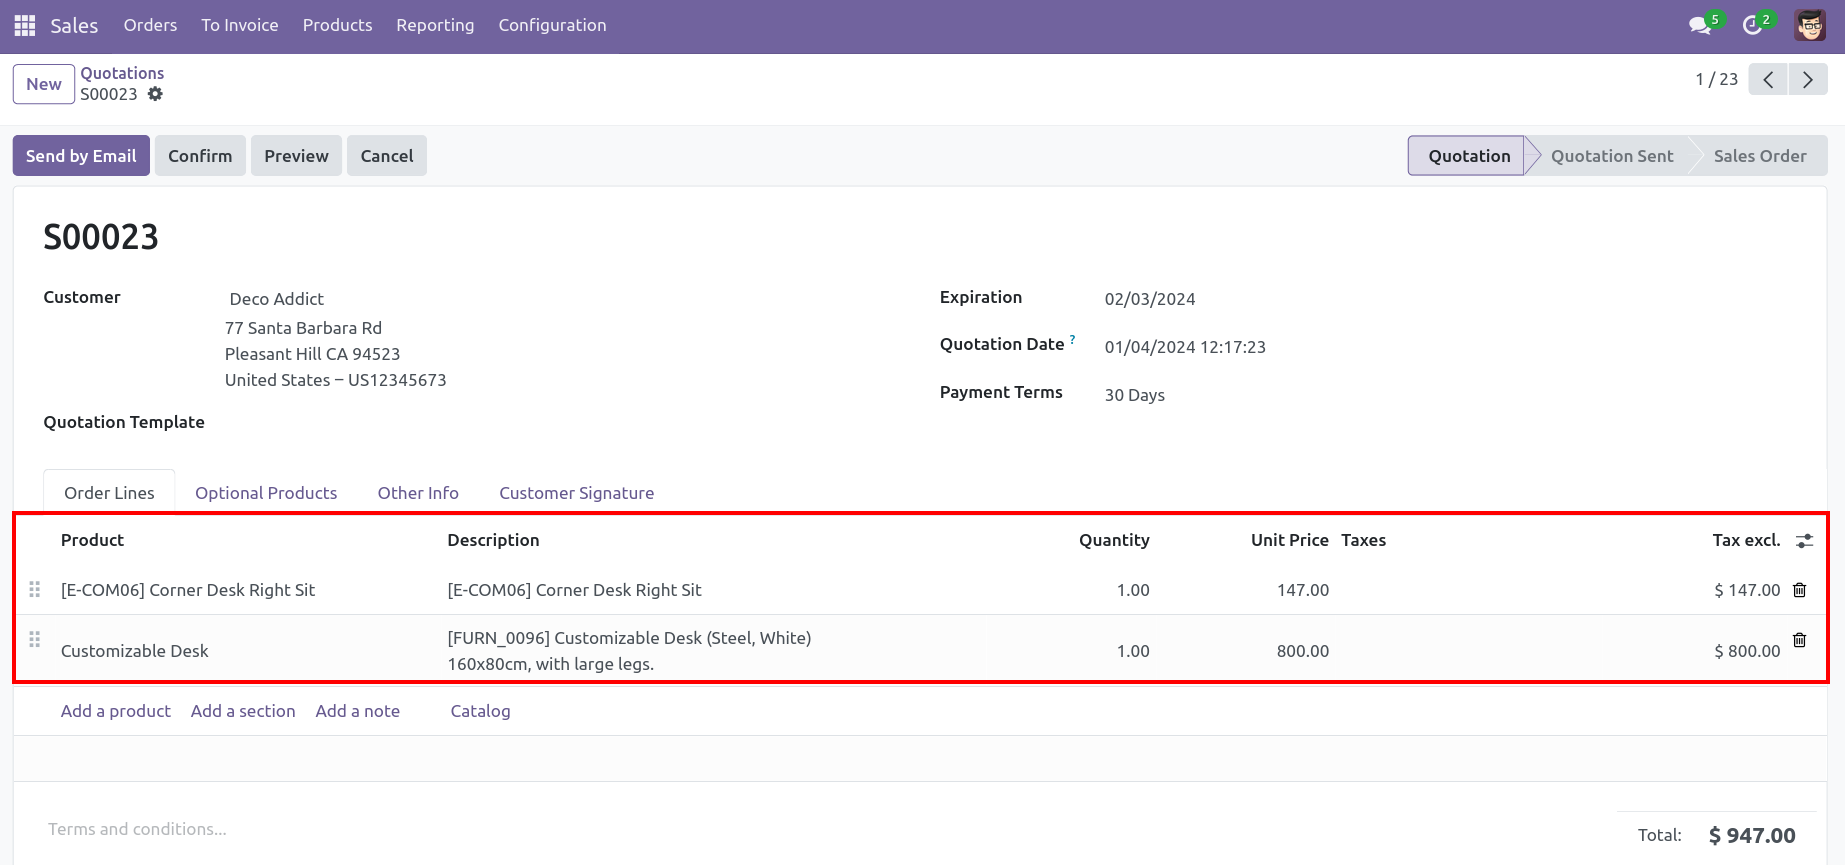 Sales Orders To Invoice Products Reporting Configuration 5 2
New Quotations 1 / 23
S00023
Send by Email Confirm Preview Cancel Quotation Quotation Sent Sales Order
S00023
Customer Deco Addict Expiration 02/03/2024
77 Santa Barbara Rd
Pleasant Hill CA 94523
United States – US12345673
Quotation Date ? 01/04/2024 12:17:23
Payment Terms 30 Days
Quotation Template
Order Lines Optional Products Other Info Customer Signature
Product Description Quantity Unit Price Taxes Tax excl.
[E-COM06] Corner Desk Right Sit [E-COM06] Corner Desk Right Sit 1.00 147.00 $ 147.00
Customizable Desk [FURN_0096] Customizable Desk (Steel, White) 1.00 800.00 $ 800.00
160x80cm, with large legs.
Add a product Add a section Add a note Catalog
Terms and conditions...
Total: $ 947.00